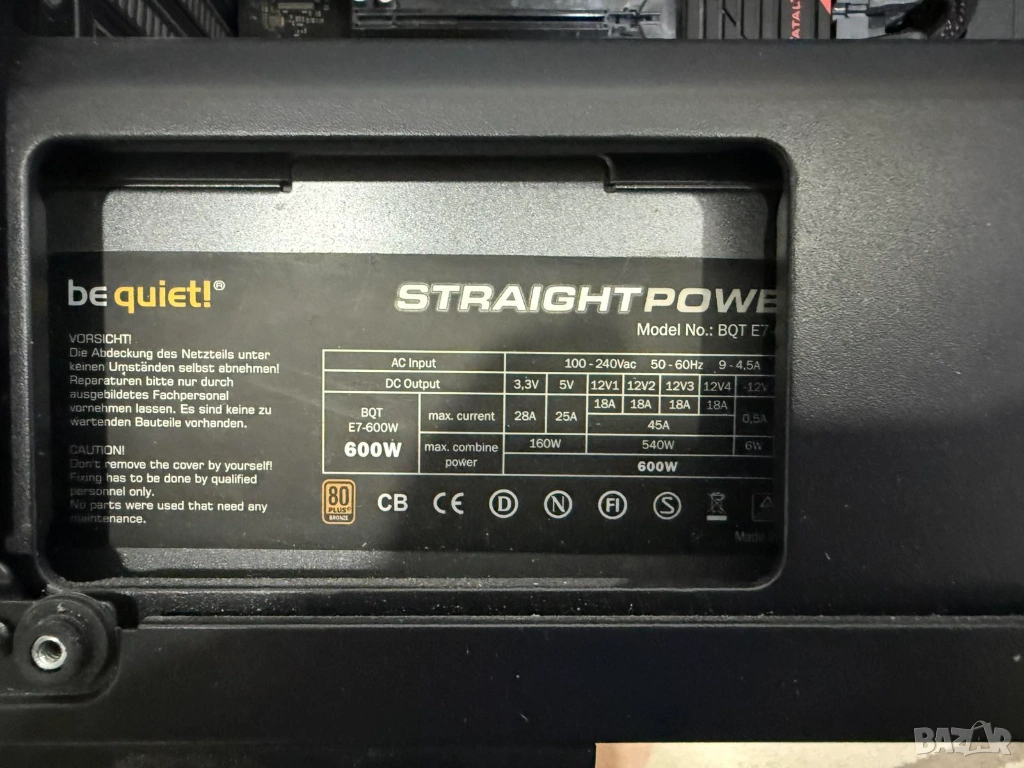 be quiet!®
STRAIGHT POWE
Model No.: BQT E7
VORSICHT!
Die Abdeckung des Netzteils unter
keinen Umständen selbst abnehmen!
Reparaturen bitte nur durch
ausgebildetes Fachpersonal
vornehmen lassen. Es sind keine zu
wartenden Bauteile vorhanden.
CAUTION!
Don't remove the cover by yourself!
Fixing has to be done by qualified
personnel only.
No parts were used that need any
maintenance.
AC Input 100 - 240Vac 50 - 60Hz 9 - 4,5A
DC Output 3,3V 5V 12V1 12V2 12V3 12V4 -12V
BQT
E7-600W
600W
max. current 28A 25A 18A 18A 18A 18A 0,5A
45A
max. combine
power
160W 540W 6W
600W
80
PLUS®
BRONZE
CB CE D N FI S
Made
BAZAR